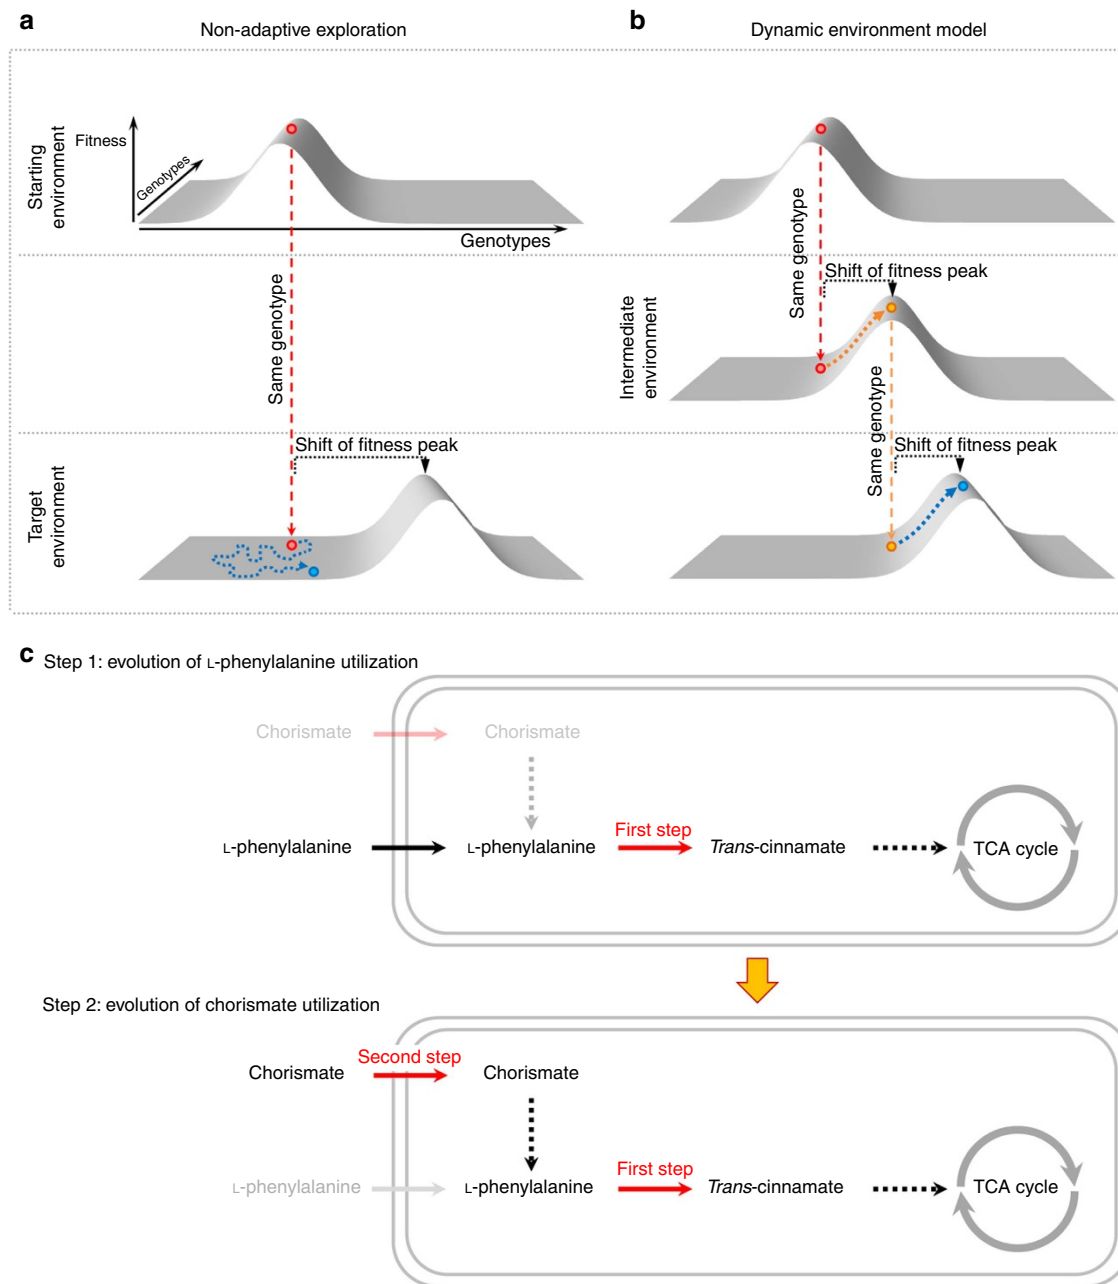 a
Non-adaptive exploration
b
Dynamic environment model
Starting
environment
Fitness
Genotypes
Genotypes
Same genotype
Target
environment
Shift of fitness peak
Same genotype
Intermediate
environment
Shift of fitness peak
Same genotype
Shift of fitness peak
c
Step 1: evolution of L-phenylalanine utilization
Chorismate
Chorismate
L-phenylalanine
L-phenylalanine
First step
Trans-cinnamate
TCA cycle
Step 2: evolution of chorismate utilization
Chorismate
Second step
Chorismate
L-phenylalanine
L-phenylalanine
First step
Trans-cinnamate
TCA cycle